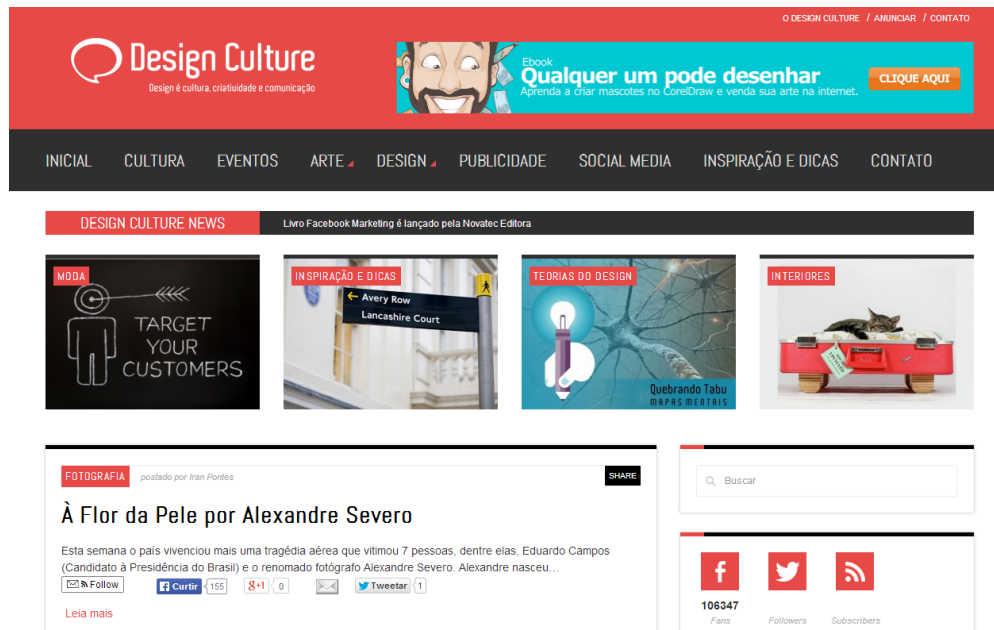 O DESIGN CULTURE / ANUNCIAR / CONTATO
Design Culture
Design é cultura, criatiuidade e comunicação
Ebook
Qualquer um pode desenhar
Aprenda a criar mascotes no CorelDraw e venda sua arte na internet.
CLIQUE AQUI
INICIAL CULTURA EVENTOS ARTE DESIGN PUBLICIDADE SOCIAL MEDIA INSPIRAÇÃO E DICAS CONTATO
DESIGN CULTURE NEWS Livro Facebook Marketing é lançado pela Novatec Editora
MODA
TARGET
YOUR
CUSTOMERS
INSPIRAÇÃO E DICAS
Avery Row
Lancashire Court
TEORIAS DO DESIGN
Quebrando Tabu
MAPAS MENTAIS
INTERIORES
FOTOGRAFIA postado por Iran Pontes SHARE
À Flor da Pele por Alexandre Severo
Esta semana o país vivenciou mais uma tragédia aérea que vitimou 7 pessoas, dentre elas, Eduardo Campos
(Candidato à Presidência do Brasil) e o renomado fotógrafo Alexandre Severo. Alexandre nasceu…
Follow Curtir 155 g+1 0 Tweetar 1
Leia mais
Buscar
106347
Fans Followers Subscribers